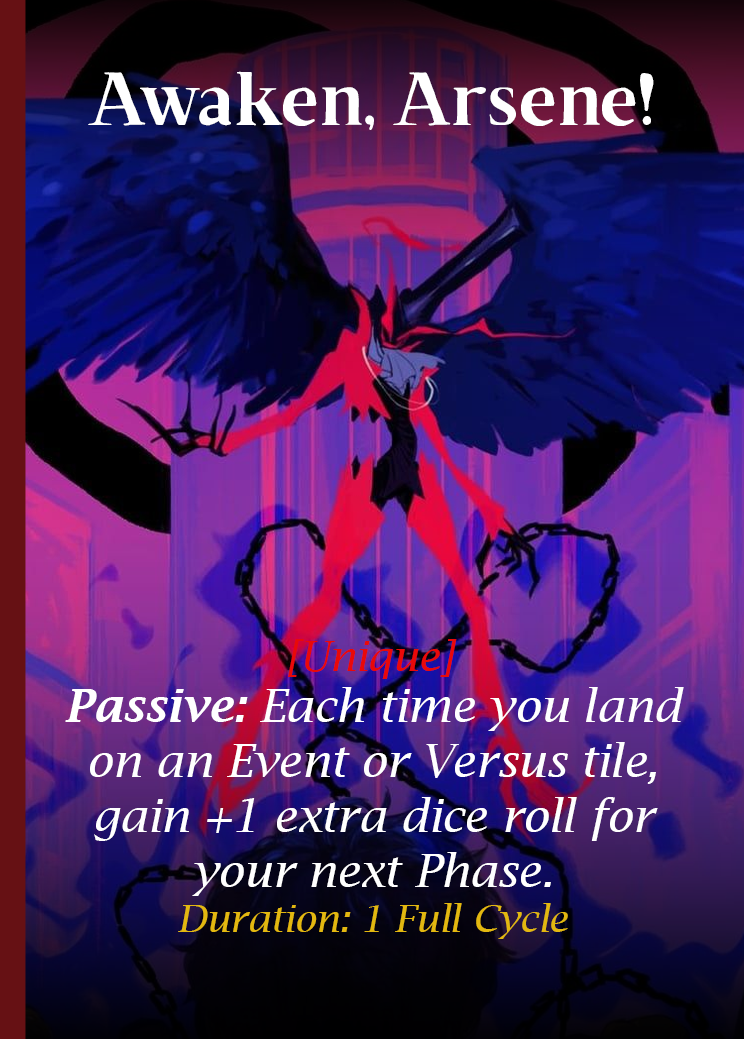 Awaken, Arsene!
[Unique]
Passive: Each time you land
on an Event or Versus tile,
gain +1 extra dice roll for
your next Phase.
Duration: 1 Full Cycle